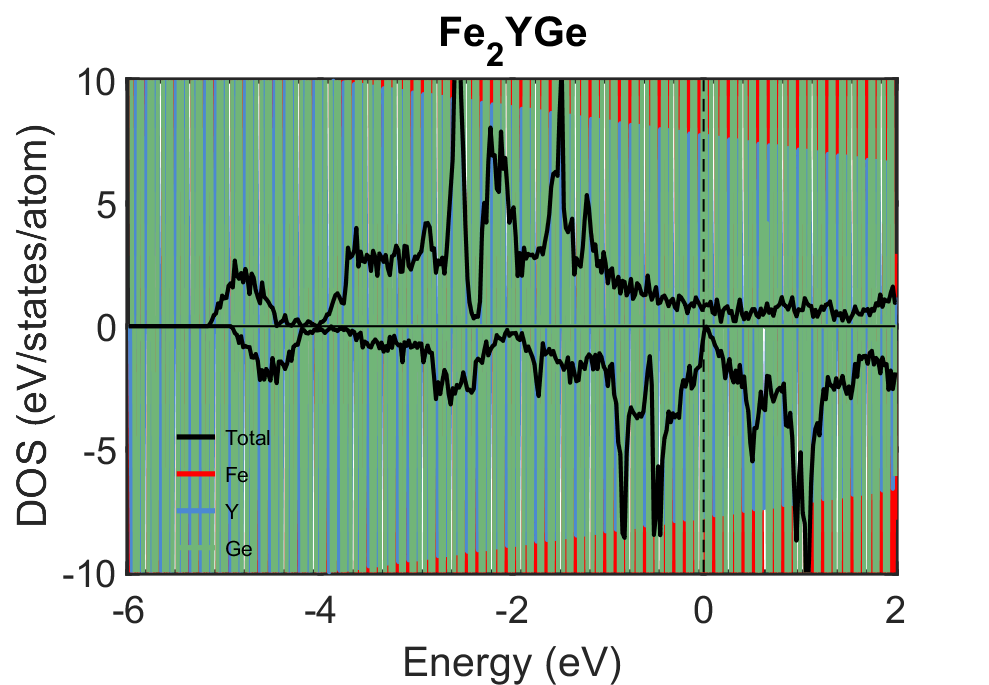 Fe2YGe
DOS (eV/states/atom)
10
5
0
-5
-10
Total
Fe
Y
Ge
-6 -4 -2 0 2
Energy (eV)